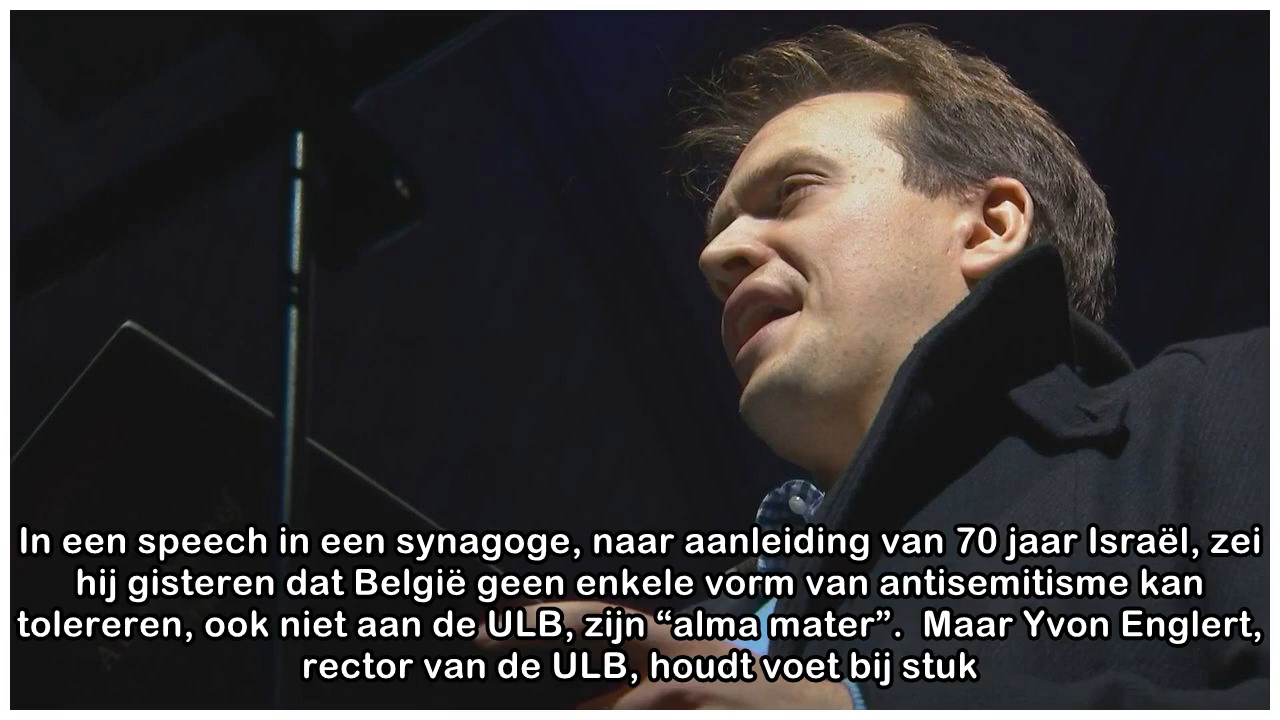 In een speech in een synagoge, naar aanleiding van 70 jaar Israël, zei
hij gisteren dat België geen enkele vorm van antisemitisme kan
tolereren, ook niet aan de ULB, zijn “alma mater”.  Maar Yvon Englert,
rector van de ULB, houdt voet bij stuk